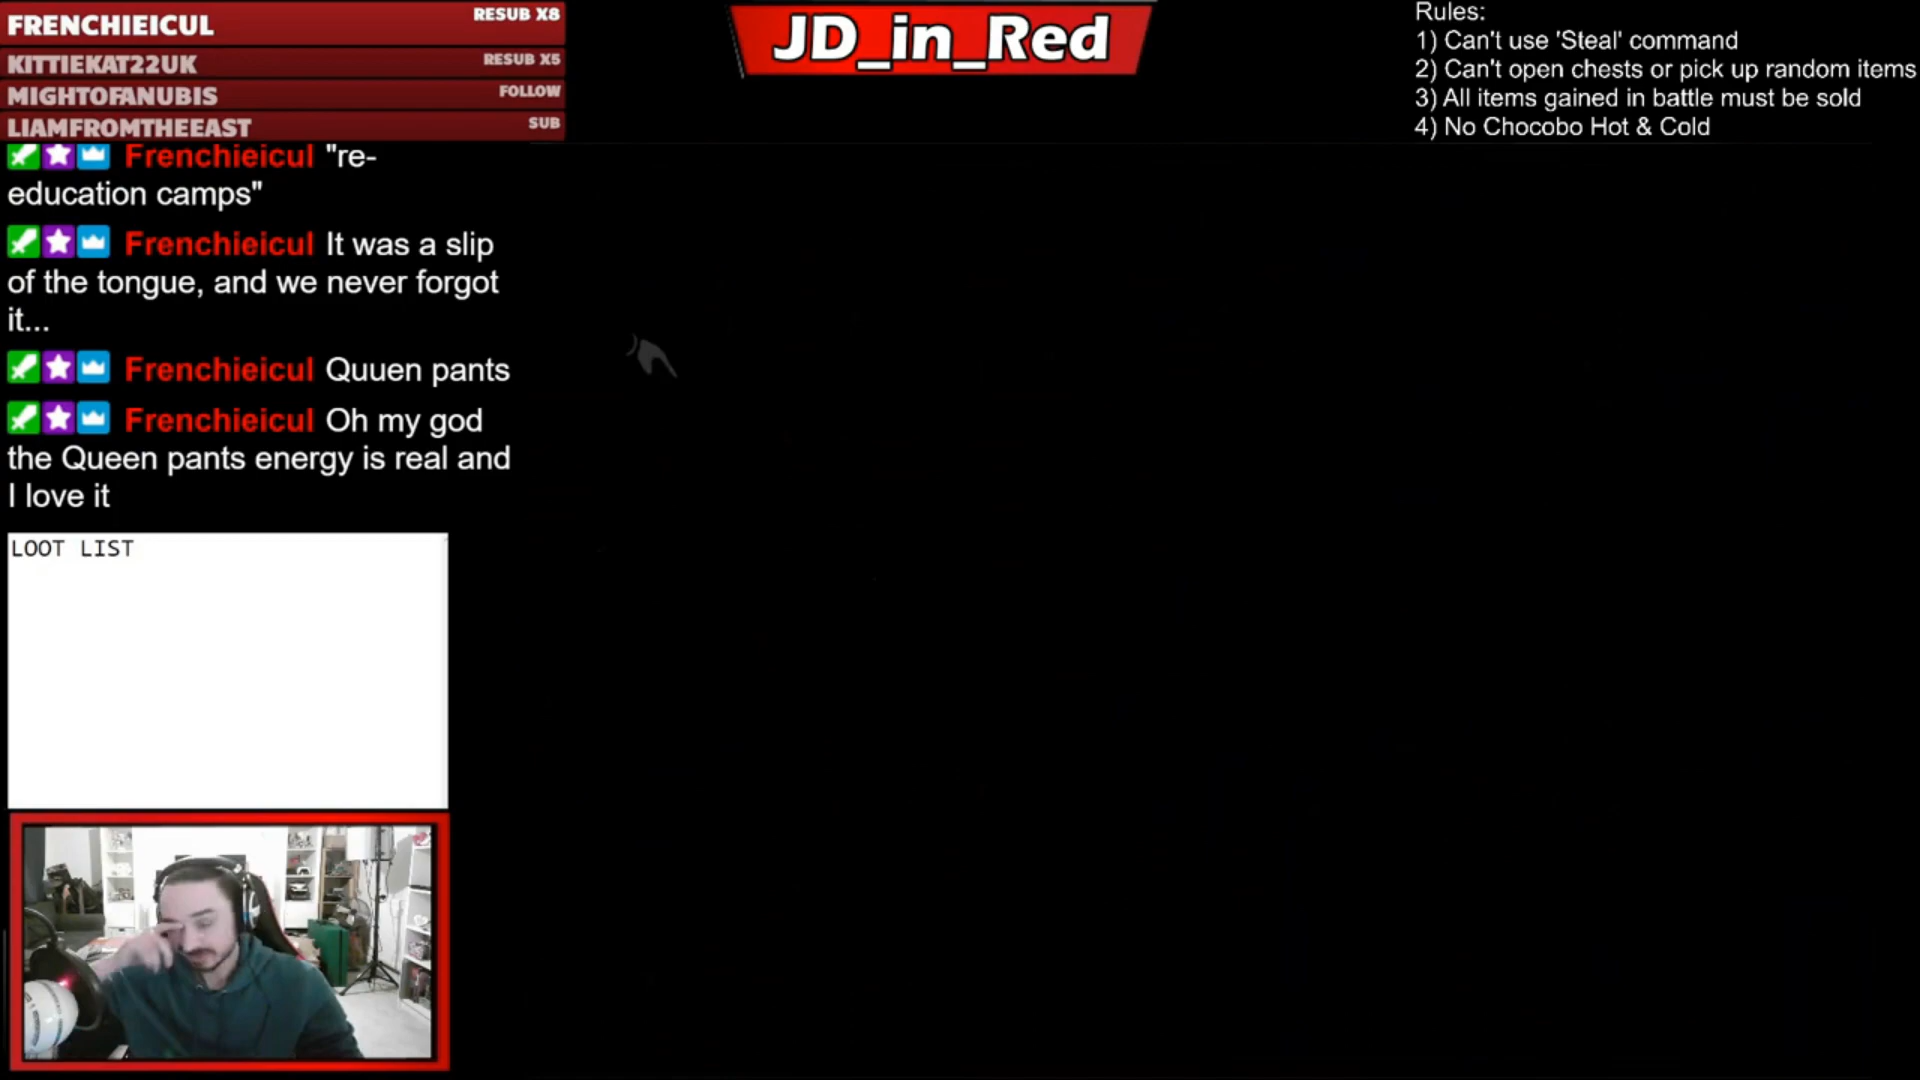 FRENCHIEICUL RESUB X8
KITTIEKAT22UK RESUB X5
MIGHTOFANUBIS FOLLOW
LIAMFROMTHEEAST SUB
Frenchieicul "re-
education camps"
Frenchieicul It was a slip
of the tongue, and we never forgot
it...
Frenchieicul Quuen pants
Frenchieicul Oh my god
the Queen pants energy is real and
I love it
LOOT LIST
JD_in_Red
Rules:
1) Can't use 'Steal' command
2) Can't open chests or pick up random items
3) All items gained in battle must be sold
4) No Chocobo Hot & Cold